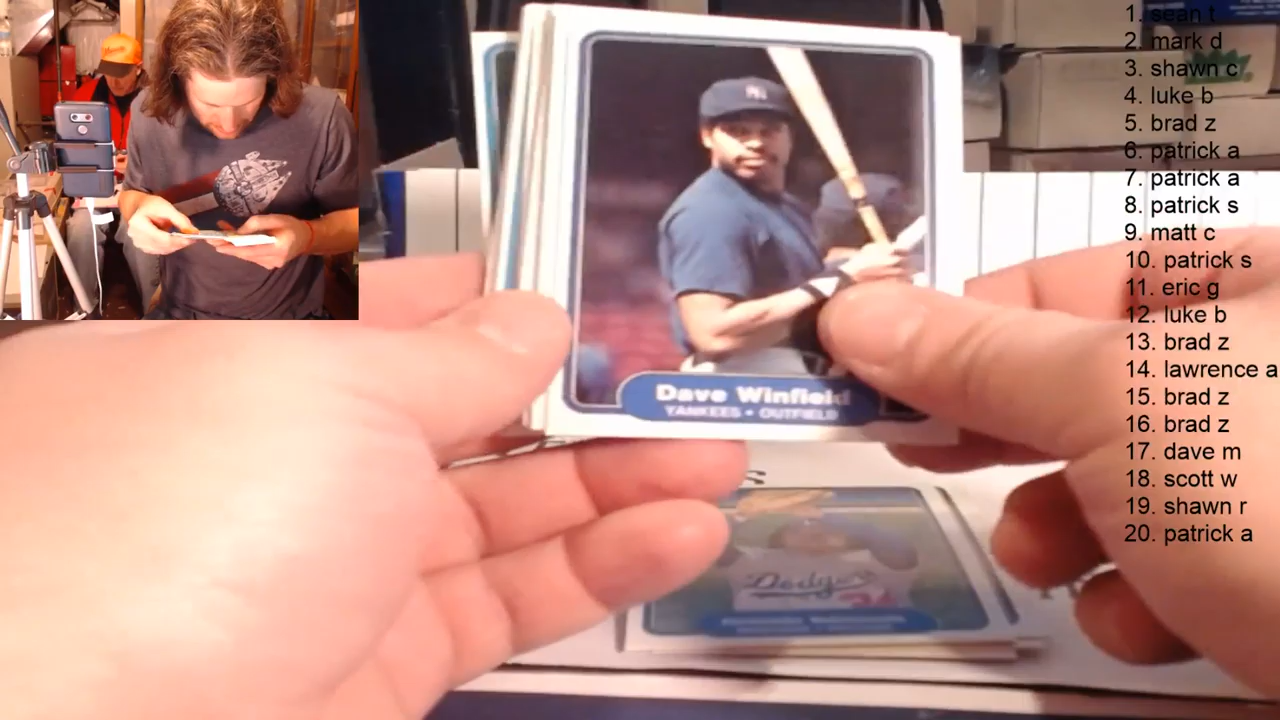 1. sean t
2. mark d
3. shawn c
4. luke b
5. brad z
6. patrick a
7. patrick a
8. patrick s
9. matt c
10. patrick s
11. eric g
12. luke b
13. brad z
14. lawrence a
15. brad z
16. brad z
17. dave m
18. scott w
19. shawn r
20. patrick a
Dave Winfield
YANKEES • OUTFIELD
Dodgers